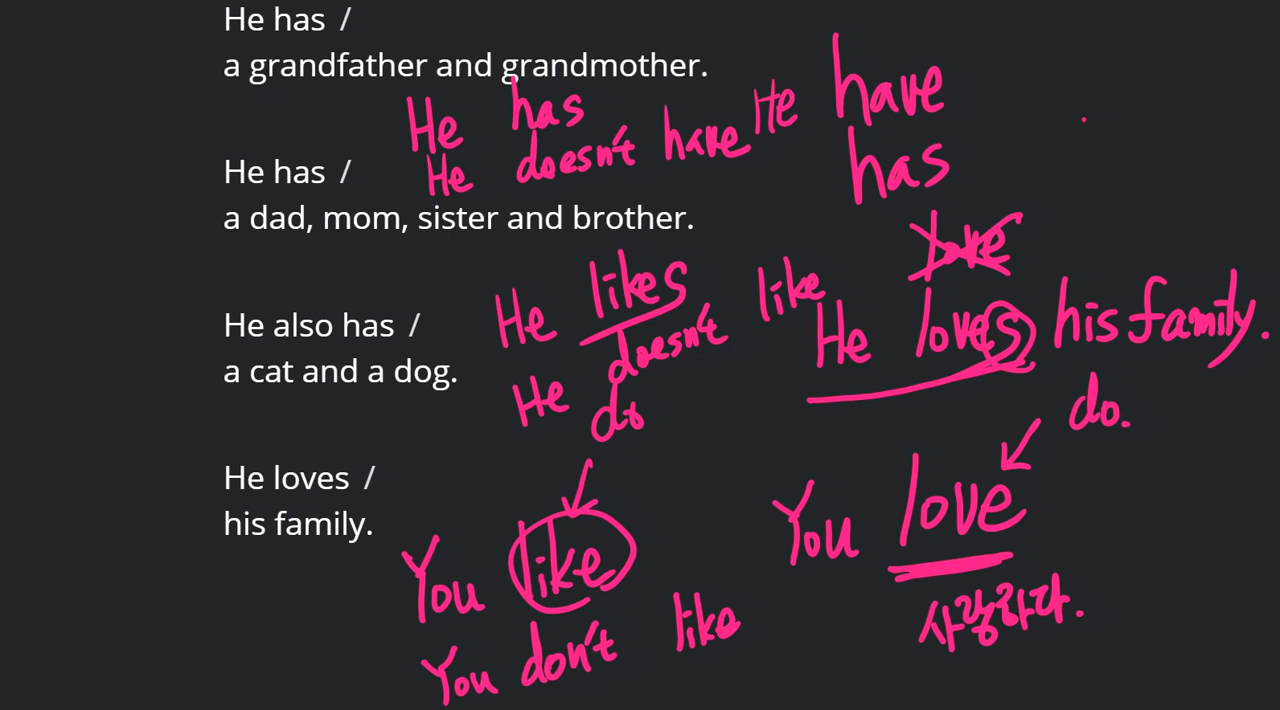 He has /
a grandfather and grandmother.
He has
He doesn't have
He have
has
He has /
a dad, mom, sister and brother.
He likes
He doesn't like
do
love
He loves his family.
do.
He also has /
a cat and a dog.
He loves /
his family.
You like
You don't like
You love
사랑하다.